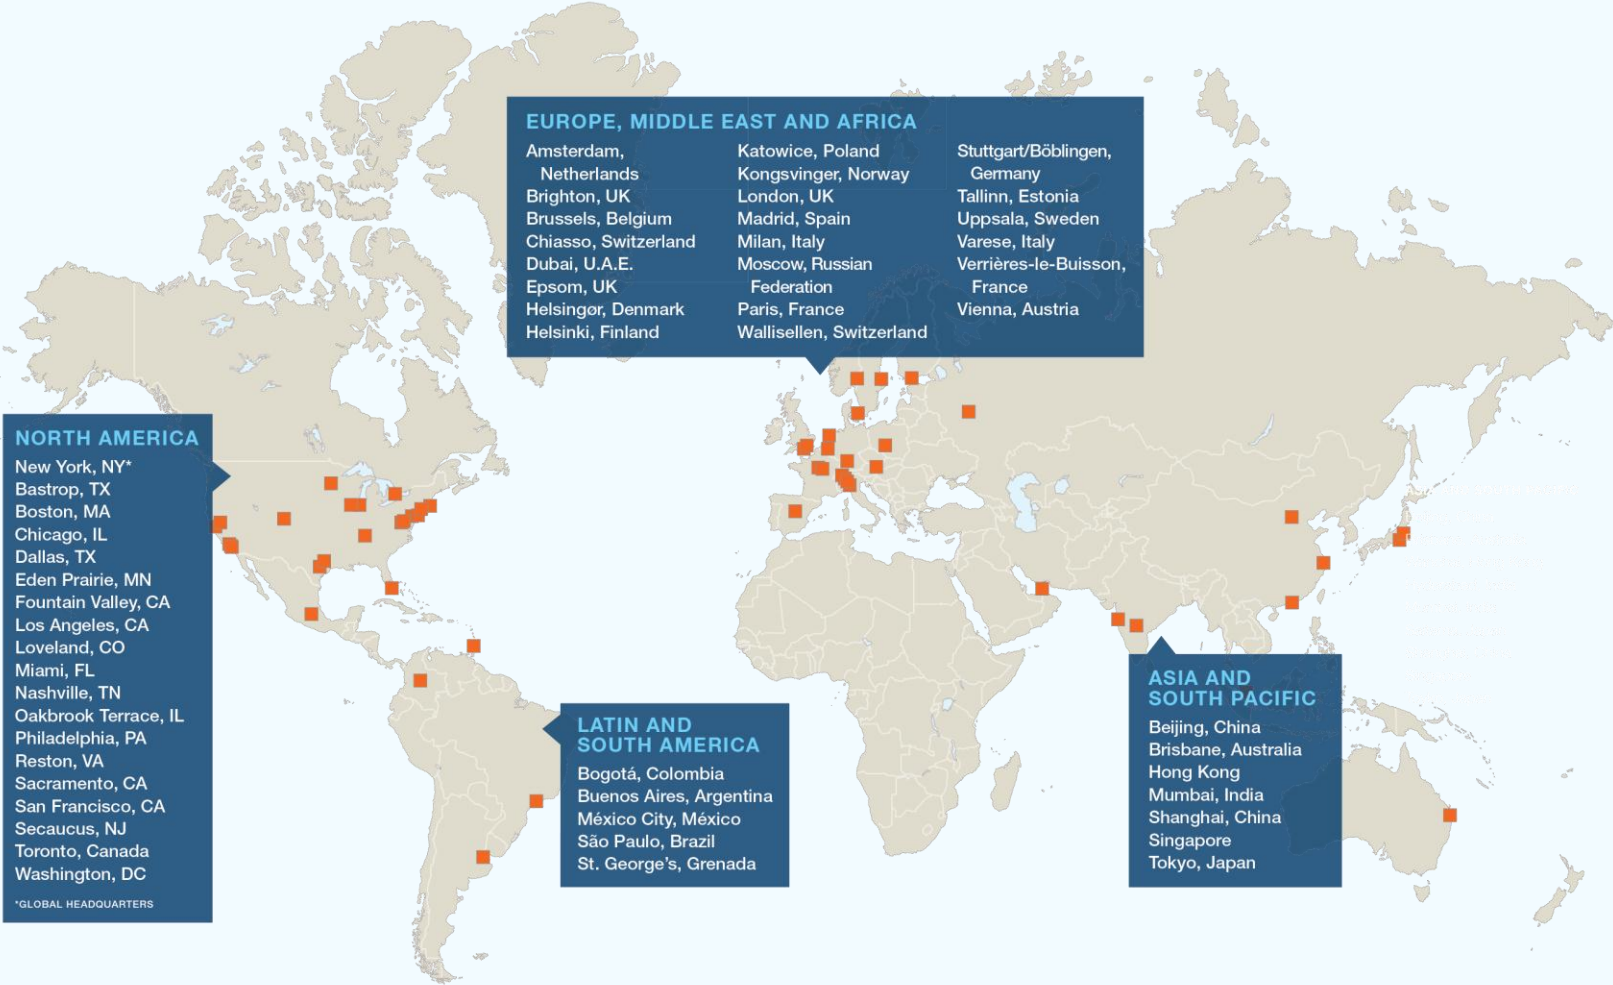 EUROPE, MIDDLE EAST AND AFRICA
Amsterdam,
Netherlands
Brighton, UK
Brussels, Belgium
Chiasso, Switzerland
Dubai, U.A.E.
Epsom, UK
Helsingør, Denmark
Helsinki, Finland
Katowice, Poland
Kongsvinger, Norway
London, UK
Madrid, Spain
Milan, Italy
Moscow, Russian
Federation
Paris, France
Wallisellen, Switzerland
Stuttgart/Böblingen,
Germany
Tallinn, Estonia
Uppsala, Sweden
Varese, Italy
Verrières-le-Buisson,
France
Vienna, Austria
NORTH AMERICA
New York, NY*
Bastrop, TX
Boston, MA
Chicago, IL
Dallas, TX
Eden Prairie, MN
Fountain Valley, CA
Los Angeles, CA
Loveland, CO
Miami, FL
Nashville, TN
Oakbrook Terrace, IL
Philadelphia, PA
Reston, VA
Sacramento, CA
San Francisco, CA
Secaucus, NJ
Toronto, Canada
Washington, DC
*GLOBAL HEADQUARTERS
LATIN AND
SOUTH AMERICA
Bogotá, Colombia
Buenos Aires, Argentina
México City, México
São Paulo, Brazil
St. George's, Grenada
ASIA AND
SOUTH PACIFIC
Beijing, China
Brisbane, Australia
Hong Kong
Mumbai, India
Shanghai, China
Singapore
Tokyo, Japan